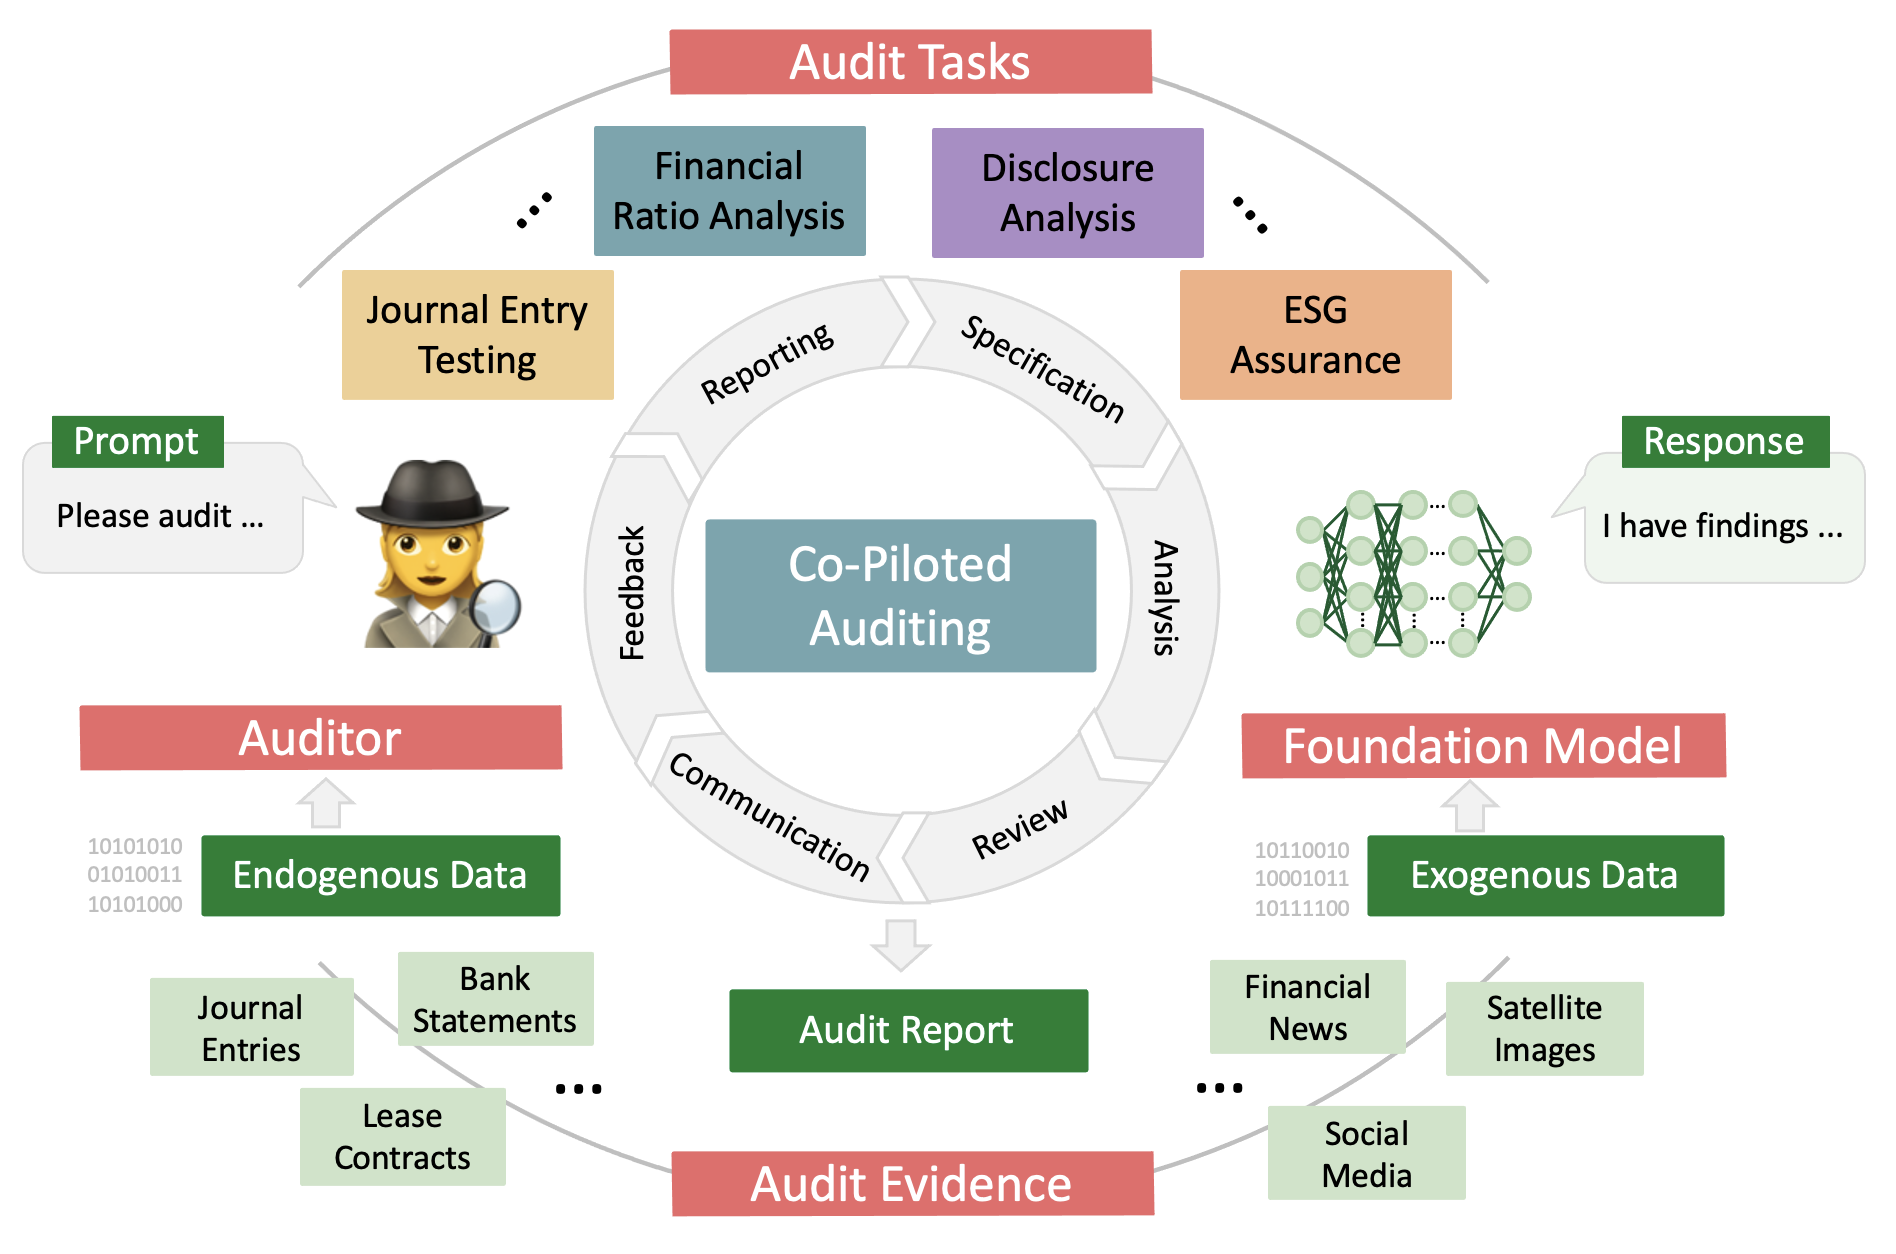 Audit Tasks
Financial
Ratio Analysis
Disclosure
Analysis
...
...
Journal Entry
Testing
ESG
Assurance
Reporting
Specification
Analysis
Review
Communication
Feedback
Co-Piloted
Auditing
Prompt
Please audit ...
Response
I have findings ...
Auditor
Foundation Model
10101010
01010011
10101000
Endogenous Data
10110010
10001011
10111100
Exogenous Data
Journal
Entries
Bank
Statements
Lease
Contracts
...
Audit Report
Financial
News
Satellite
Images
...
Social
Media
Audit Evidence